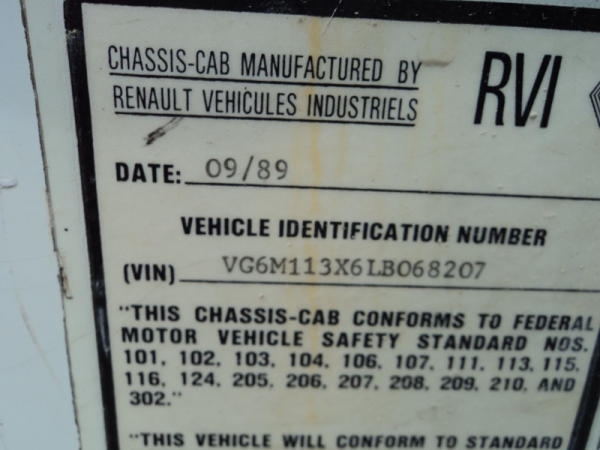 CHASSIS-CAB MANUFACTURED BY
RENAULT VEHICULES INDUSTRIELS
RVI
DATE: 09/89
VEHICLE IDENTIFICATION NUMBER
(VIN) VG6M113X6LB068207
"THIS CHASSIS-CAB CONFORMS TO FEDERAL
MOTOR VEHICLE SAFETY STANDARD NOS.
101, 102, 103, 104, 106, 107, 111, 113, 115,
116, 124, 205, 206, 207, 208, 209, 210, AND
302."
"THIS VEHICLE WILL CONFORM TO STANDARD